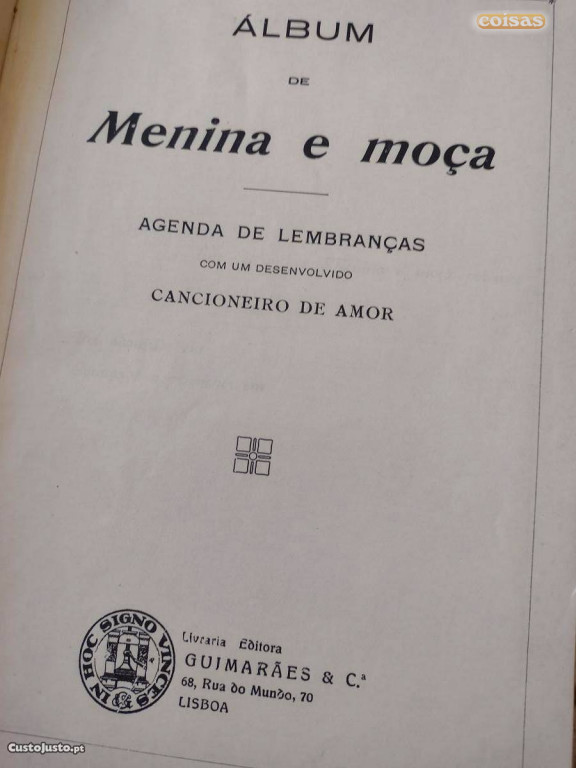 coisas
ÁLBUM
DE
Menina e moça
AGENDA DE LEMBRANÇAS
COM UM DESENVOLVIDO
CANCIONEIRO DE AMOR
IN HOC SIGNO VINCES
Livraria Editora
GUIMARÃES & C.ª
68, Rua do Mundo, 70
LISBOA
CustoJusto.pt